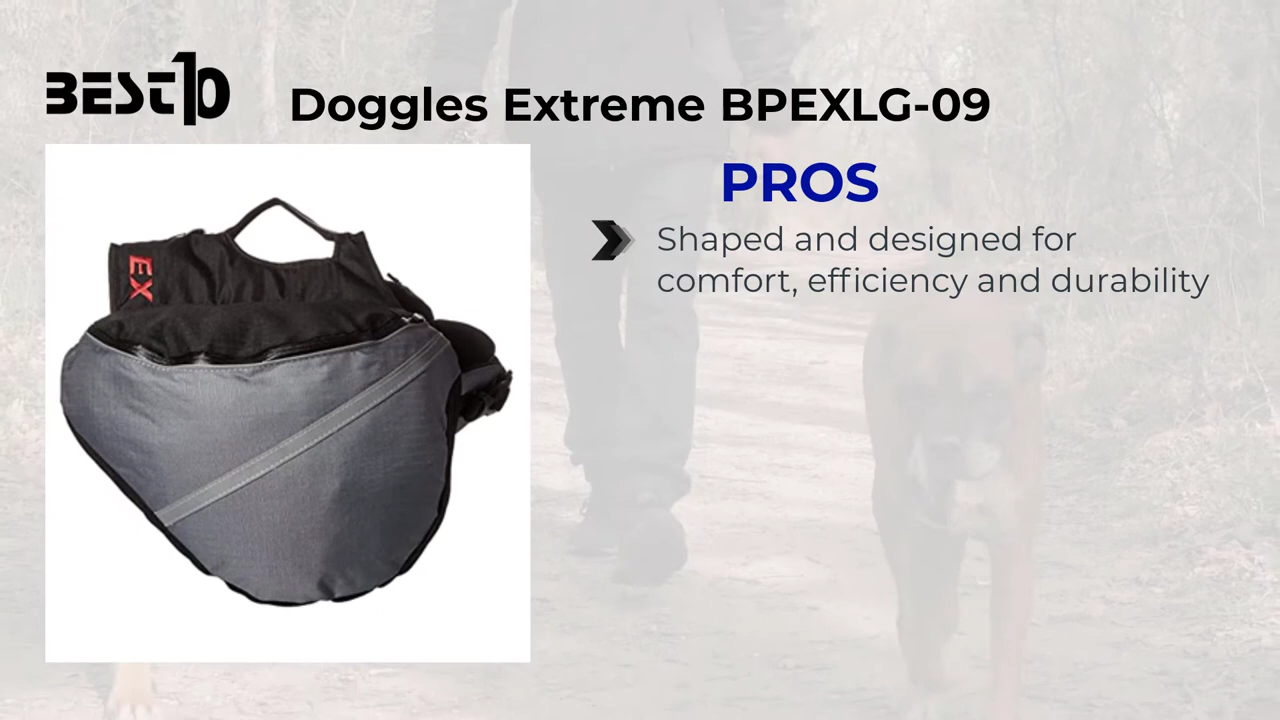 BEST10
Doggles Extreme BPEXLG-09
PROS
Shaped and designed for
comfort, efficiency and durability
EX